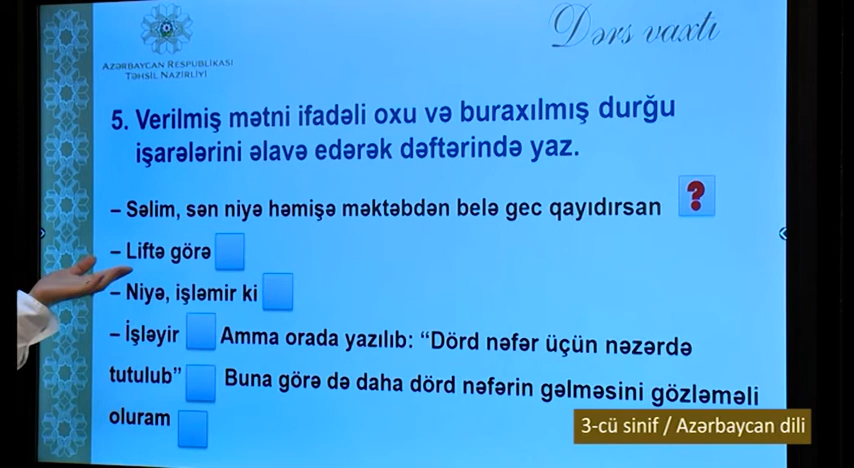 AZƏRBAYCAN RESPUBLİKASI
TƏHSİL NAZİRLİYİ
Dərs vaxtı
5. Verilmiş mətni ifadəli oxu və buraxılmış durğu
işarələrini əlavə edərək dəftərində yaz.
– Səlim, sən niyə həmişə məktəbdən belə gec qayıdırsan ?
– Liftə görə
– Niyə, işləmir ki
– İşləyir Amma orada yazılıb: “Dörd nəfər üçün nəzərdə
tutulub” Buna görə də daha dörd nəfərin gəlməsini gözləməli
oluram
3-cü sinif / Azərbaycan dili